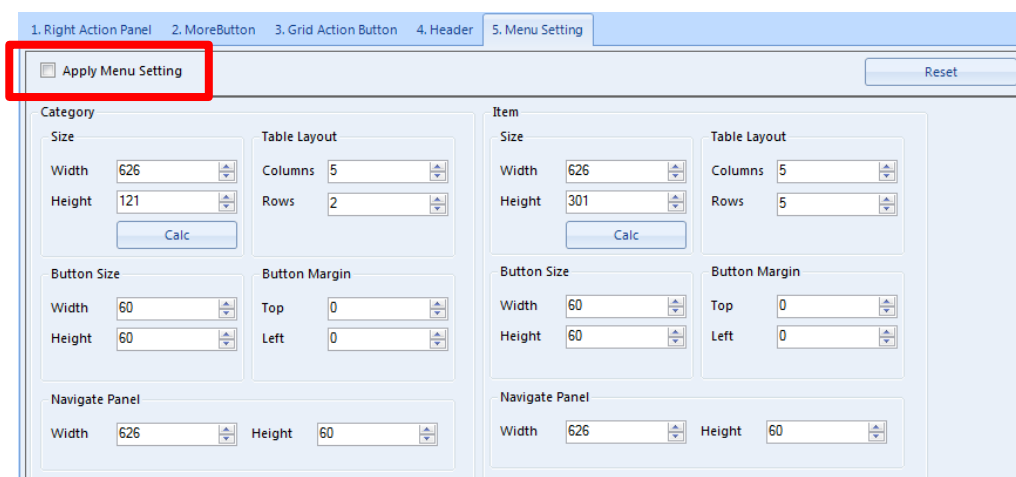 1. Right Action Panel 2. MoreButton 3. Grid Action Button 4. Header 5. Menu Setting
Apply Menu Setting Reset
Category Item
Size Table Layout Size Table Layout
Width 626 Columns 5 Width 626 Columns 5
Height 121 Rows 2 Height 301 Rows 5
Calc Calc
Button Size Button Margin Button Size Button Margin
Width 60 Top 0 Width 60 Top 0
Height 60 Left 0 Height 60 Left 0
Navigate Panel Navigate Panel
Width 626 Height 60 Width 626 Height 60